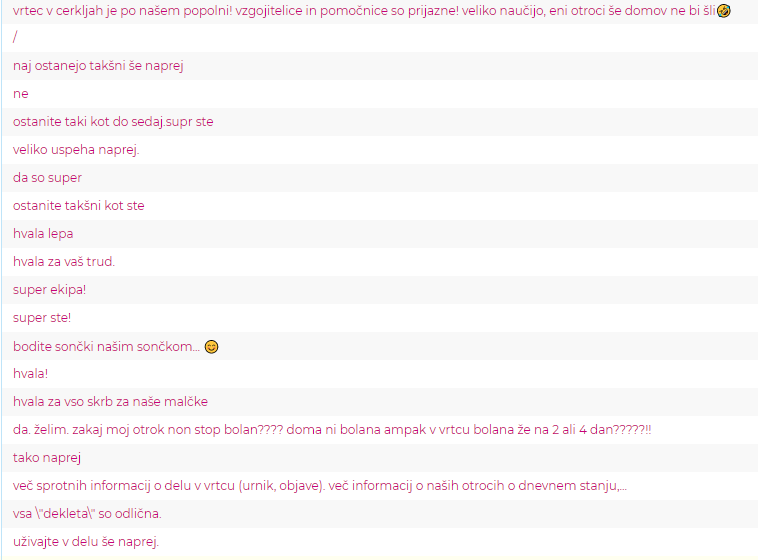 vrtec v cerkljah je po našem popolni! vzgojitelice in pomočnice so prijazne! veliko naučijo, eni otroci še domov ne bi šli🤣
/
naj ostanejo takšni še naprej
ne
ostanite taki kot do sedaj.supr ste
veliko uspeha naprej.
da so super
ostanite takšni kot ste
hvala lepa
hvala za vaš trud.
super ekipa!
super ste!
bodite sončki našim sončkom... 😊
hvala!
hvala za vso skrb za naše malčke
da. želim. zakaj moj otrok non stop bolan???? doma ni bolana ampak v vrtcu bolana že na 2 ali 4 dan?????!!
tako naprej
več sprotnih informacij o delu v vrtcu (urnik, objave). več informacij o naših otrocih o dnevnem stanju,...
vsa \"dekleta\" so odlična.
uživajte v delu še naprej.